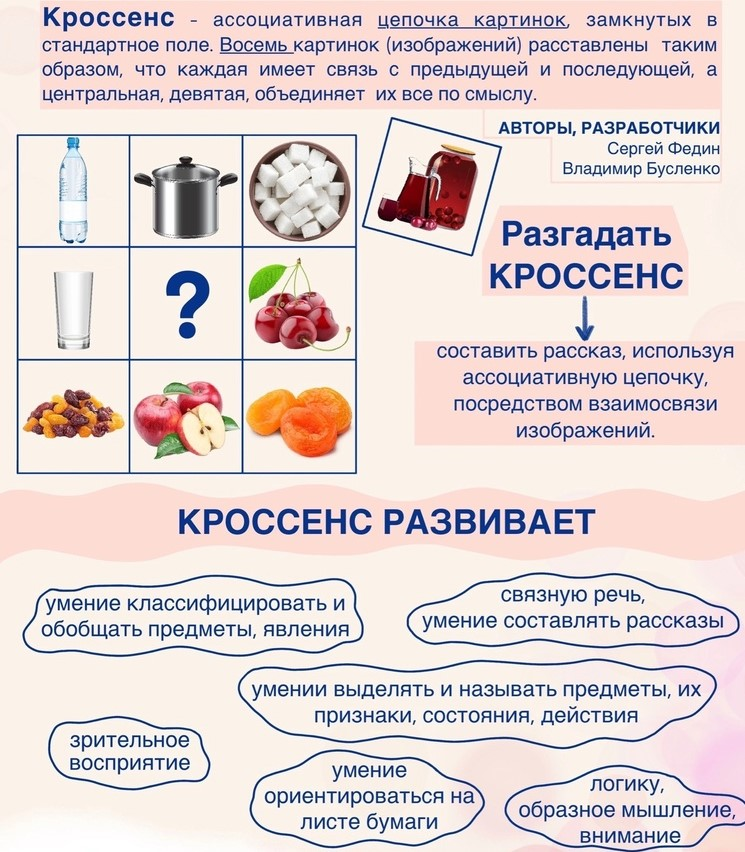 Кроссенс - ассоциативная цепочка картинок, замкнутых в
стандартное поле. Восемь картинок (изображений) расставлены таким
образом, что каждая имеет связь с предыдущей и последующей, а
центральная, девятая, объединяет их все по смыслу.
АВТОРЫ, РАЗРАБОТЧИКИ
Сергей Федин
Владимир Бусленко
?
Разгадать
КРОССЕНС
составить рассказ, используя
ассоциативную цепочку,
посредством взаимосвязи
изображений.
КРОССЕНС РАЗВИВАЕТ
умение классифицировать и
обобщать предметы, явления
связную речь,
умение составлять рассказы
умении выделять и называть предметы, их
признаки, состояния, действия
зрительное
восприятие
умение
ориентироваться на
листе бумаги
логику,
образное мышление,
внимание